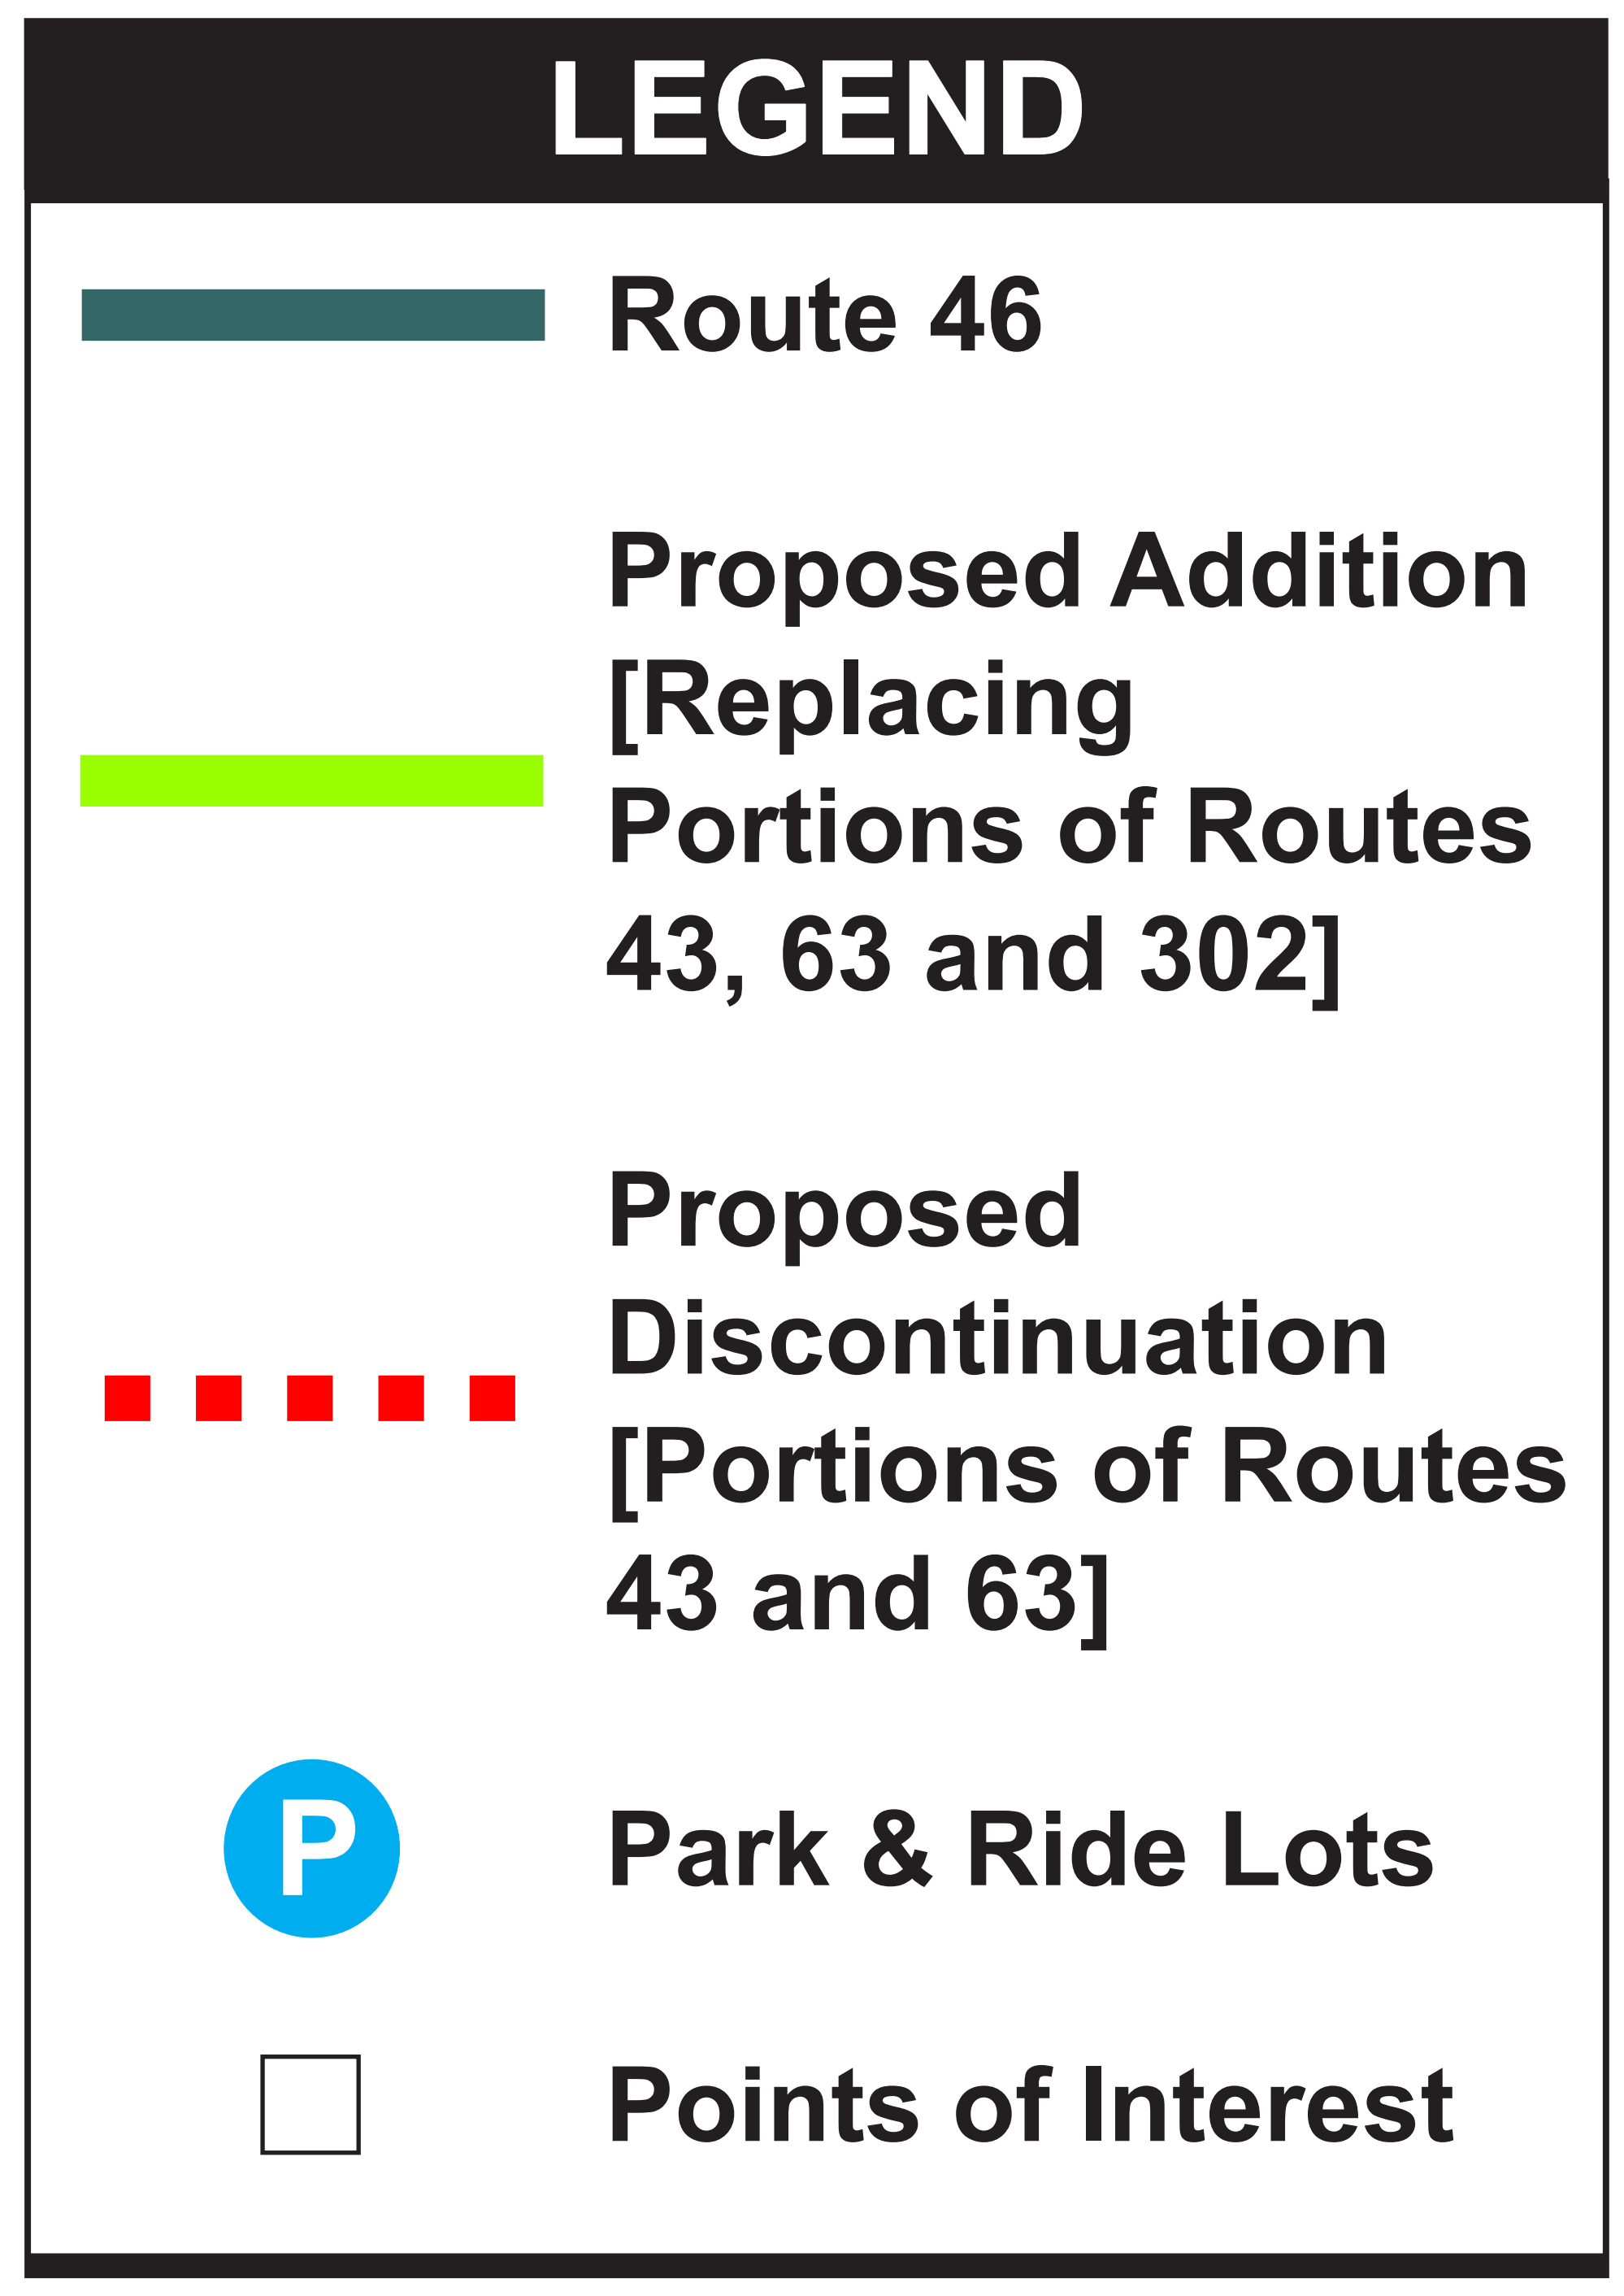 LEGEND
Route 46
Proposed Addition
[Replacing
Portions of Routes
43, 63 and 302]
Proposed
Discontinuation
[Portions of Routes
43 and 63]
P
Park & Ride Lots
Points of Interest